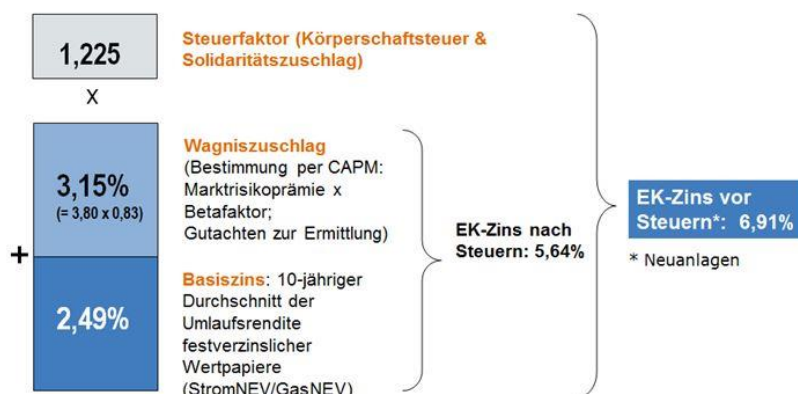 1,225
Steuerfaktor (Körperschaftsteuer &
Solidaritätszuschlag)
X
3,15%
(= 3,80 x 0,83)
Wagniszuschlag
(Bestimmung per CAPM:
Marktrisikoprämie x
Betafaktor;
Gutachten zur Ermittlung)
+
2,49%
Basiszins: 10-jähriger
Durchschnitt der
Umlaufsrendite
festverzinslicher
Wertpapiere
(StromNEV/GasNEV)
EK-Zins nach
Steuern: 5,64%
EK-Zins vor
Steuern*: 6,91%
* Neuanlagen